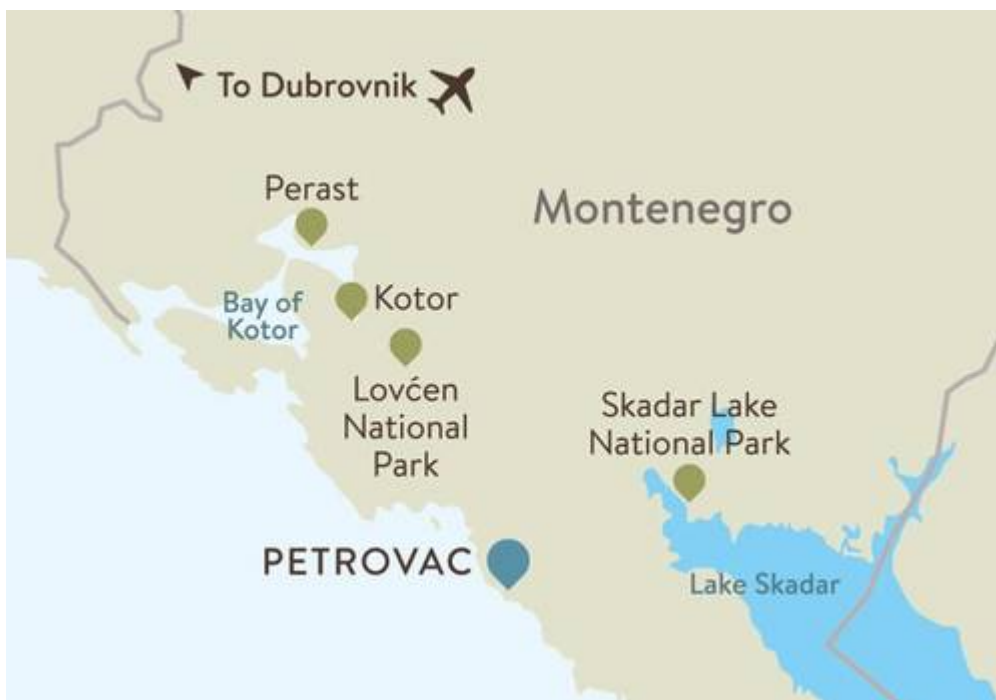 To Dubrovnik
Perast
Montenegro
Bay of
Kotor
Kotor
Lovćen
National
Park
Skadar Lake
National Park
PETROVAC
Lake Skadar